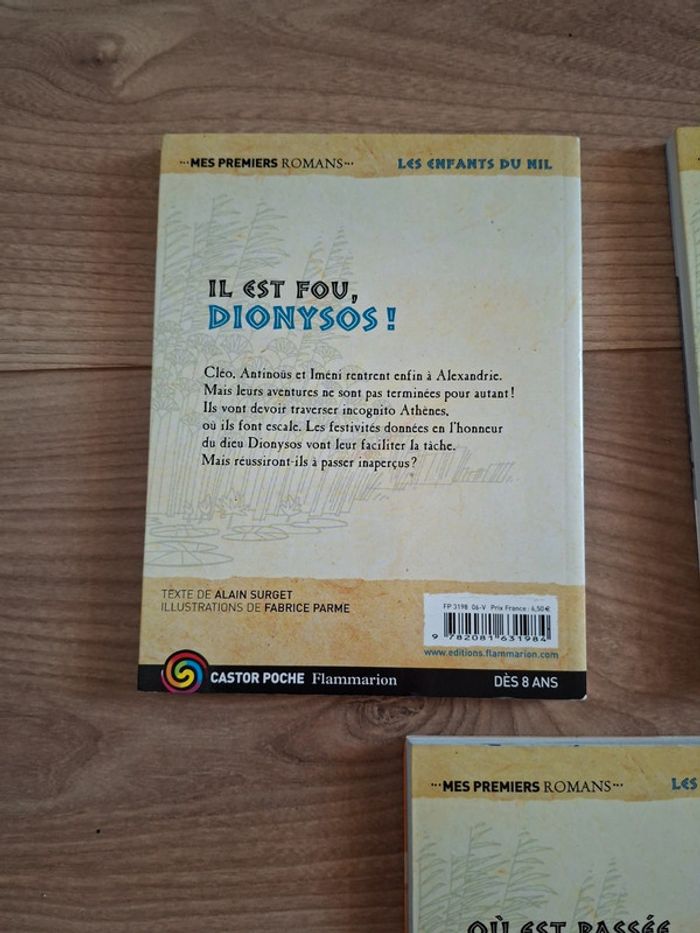 ...MES PREMIERS ROMANS...
LES ENFANTS DU NIL
IL EST FOU,
DIONYSOS !
Cléo, Antinoüs et Iméni rentrent enfin à Alexandrie.
Mais leurs aventures ne sont pas terminées pour autant !
Ils vont devoir traverser incognito Athènes,
où ils font escale. Les festivités données en l'honneur
du dieu Dionysos vont leur faciliter la tâche.
Mais réussiront-ils à passer inaperçus ?
TEXTE DE ALAIN SURGET
ILLUSTRATIONS DE FABRICE PARME
FP 3198 06-V Prix France : 6,50 €
9 782081 631984
www.editions.flammarion.com
CASTOR POCHE Flammarion
DÈS 8 ANS
...MES PREMIERS ROMANS...
LES
OÙ EST PASSÉE